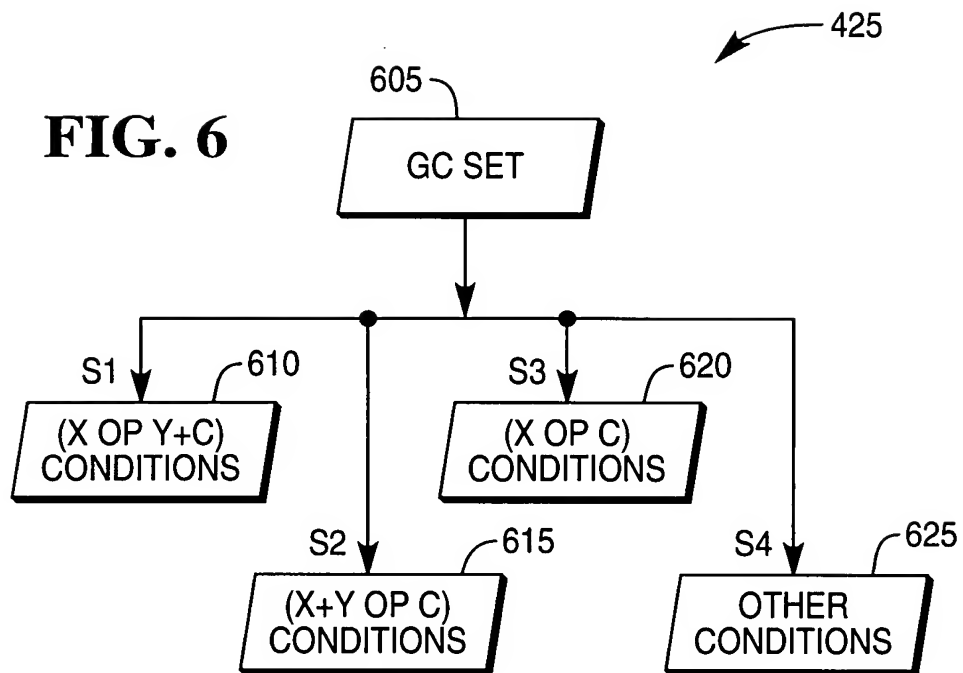 425
605
FIG. 6
GC SET
S1
610
S3
620
(X OP Y+C)
CONDITIONS
(X OP C)
CONDITIONS
S2
615
S4
625
(X+Y OP C)
CONDITIONS
OTHER
CONDITIONS